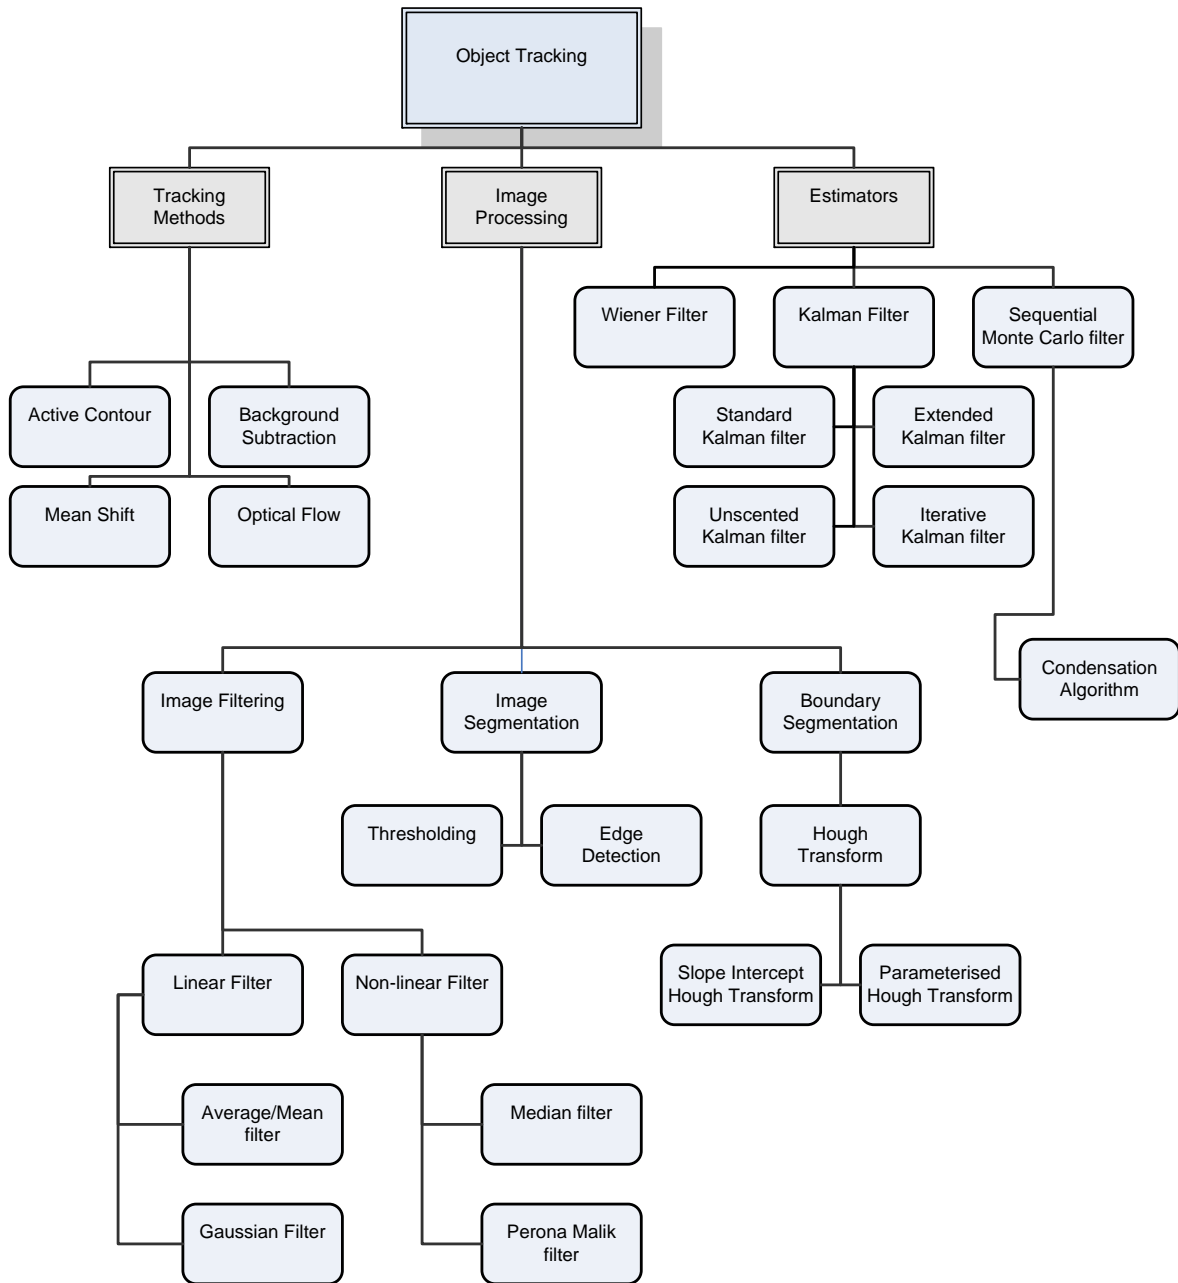 Object Tracking
Tracking
Methods
Image
Processing
Estimators
Wiener Filter
Kalman Filter
Sequential
Monte Carlo filter
Active Contour
Background
Subtraction
Standard
Kalman filter
Extended
Kalman filter
Mean Shift
Optical Flow
Unscented
Kalman filter
Iterative
Kalman filter
Condensation
Algorithm
Image Filtering
Image
Segmentation
Boundary
Segmentation
Thresholding
Edge
Detection
Hough
Transform
Linear Filter
Non-linear Filter
Slope Intercept
Hough Transform
Parameterised
Hough Transform
Average/Mean
filter
Median filter
Gaussian Filter
Perona Malik
filter